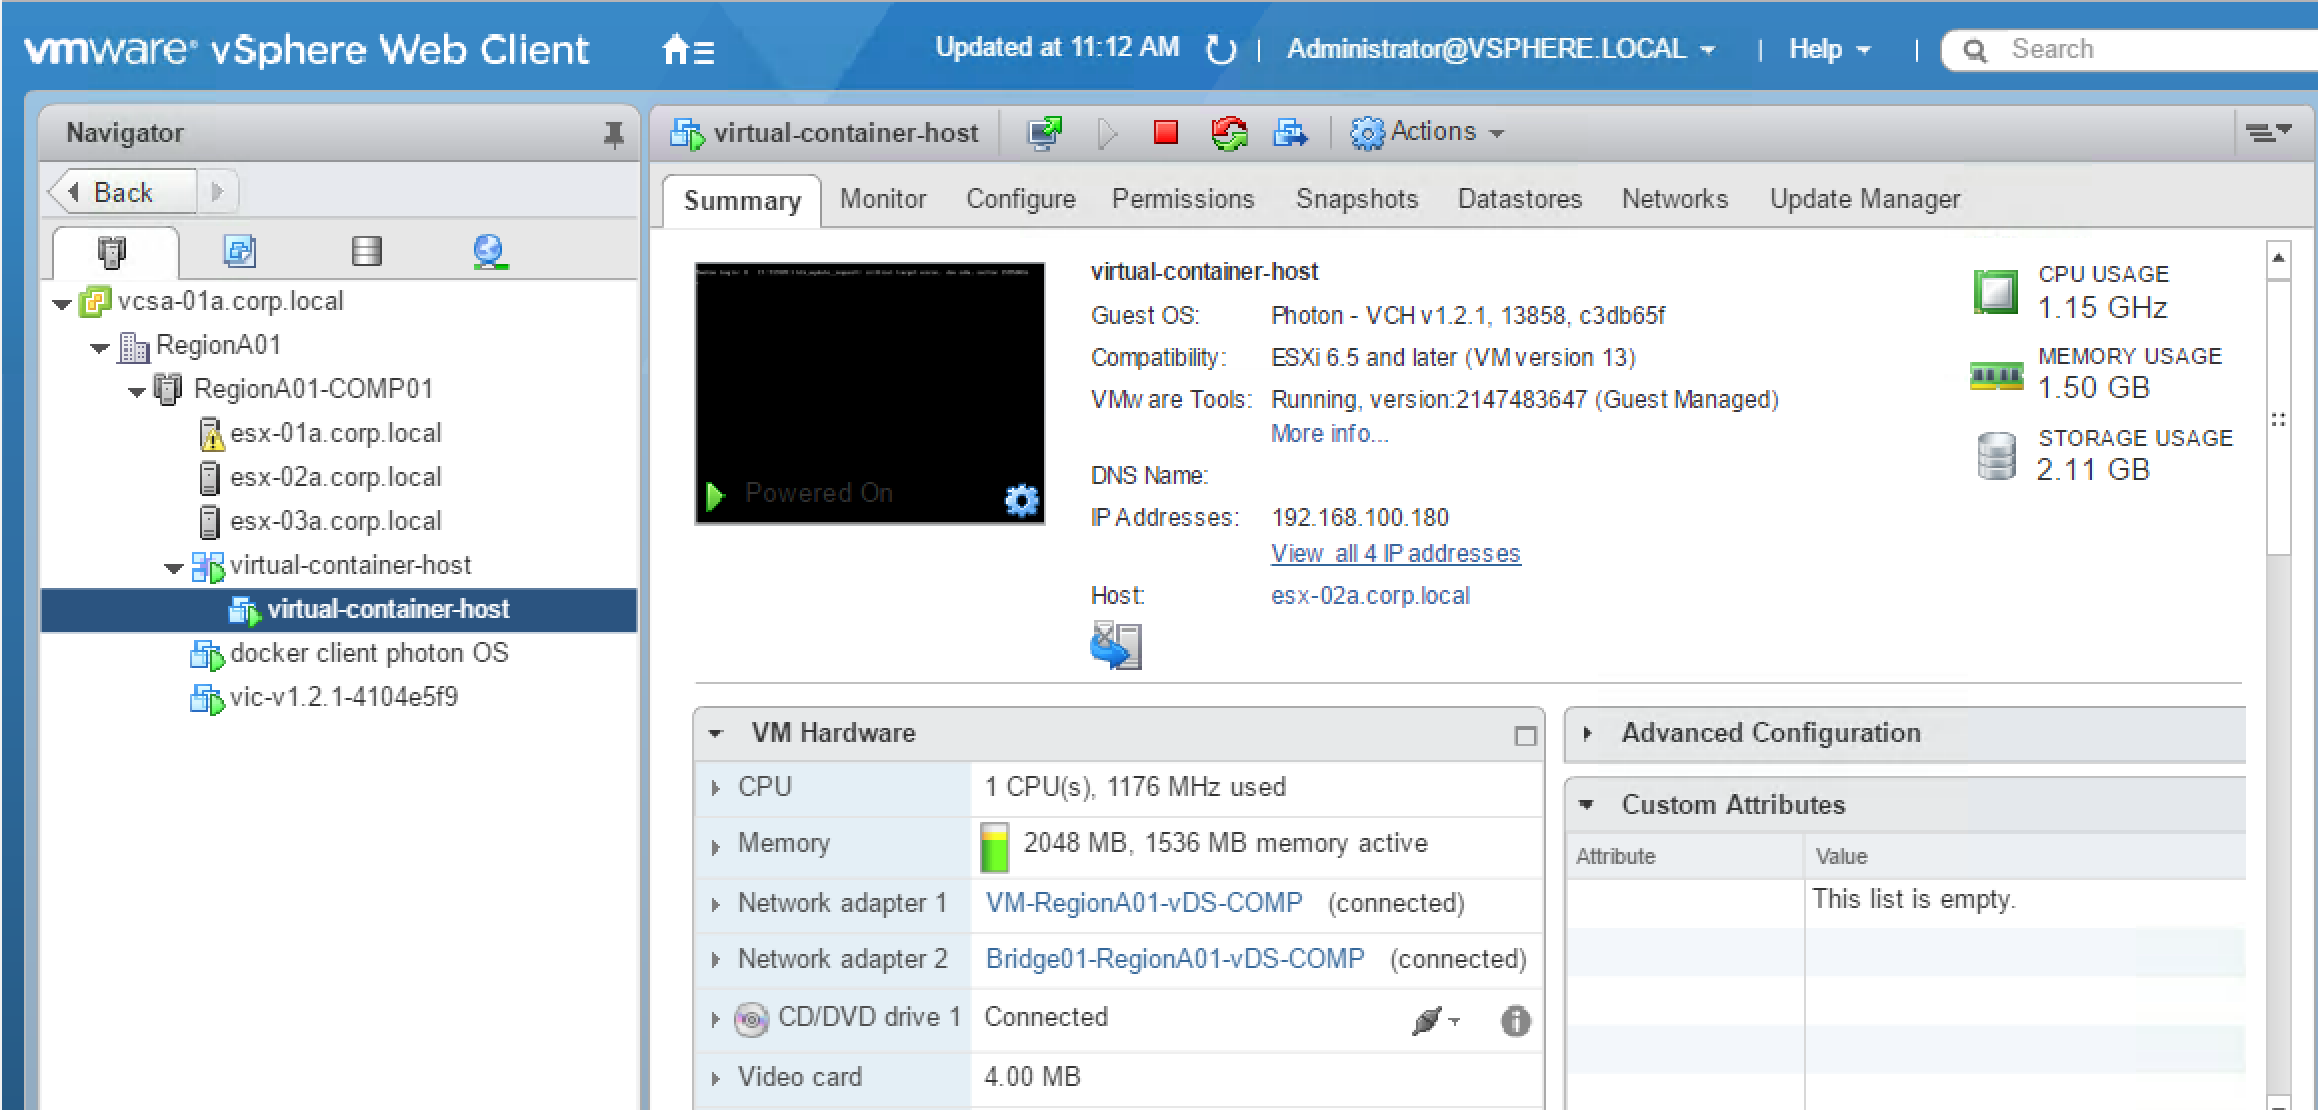 vmware® vSphere Web Client
Updated at 11:12 AM | Administrator@VSPHERE.LOCAL | Help | Search
Navigator
Back
vcsa-01a.corp.local
RegionA01
RegionA01-COMP01
esx-01a.corp.local
esx-02a.corp.local
esx-03a.corp.local
virtual-container-host
virtual-container-host
docker client photon OS
vic-v1.2.1-4104e5f9
virtual-container-host
Actions
Summary Monitor Configure Permissions Snapshots Datastores Networks Update Manager
Powered On
virtual-container-host
Guest OS: Photon - VCH v1.2.1, 13858, c3db65f
Compatibility: ESXi 6.5 and later (VM version 13)
VMware Tools: Running, version:2147483647 (Guest Managed)
More info...
DNS Name:
IP Addresses: 192.168.100.180
View all 4 IP addresses
Host: esx-02a.corp.local
CPU USAGE
1.15 GHz
MEMORY USAGE
1.50 GB
STORAGE USAGE
2.11 GB
VM Hardware
CPU 1 CPU(s), 1176 MHz used
Memory 2048 MB, 1536 MB memory active
Network adapter 1 VM-RegionA01-vDS-COMP (connected)
Network adapter 2 Bridge01-RegionA01-vDS-COMP (connected)
CD/DVD drive 1 Connected
Video card 4.00 MB
Advanced Configuration
Custom Attributes
Attribute Value
This list is empty.